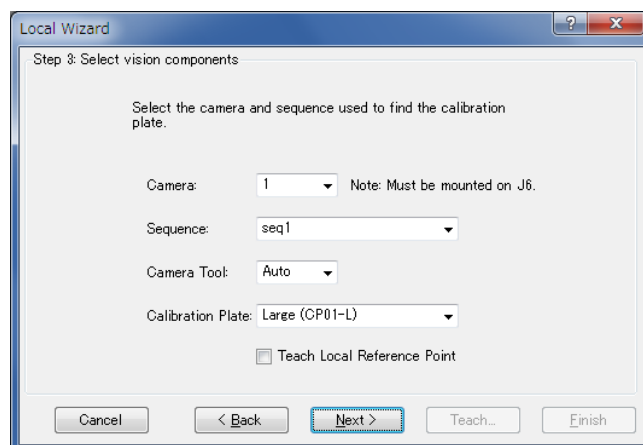 Local Wizard
Step 3: Select vision components
Select the camera and sequence used to find the calibration
plate.
Camera: 1 Note: Must be mounted on J6.
Sequence: seq1
Camera Tool: Auto
Calibration Plate: Large (CP01-L)
Teach Local Reference Point
Cancel < Back Next > Teach... Finish